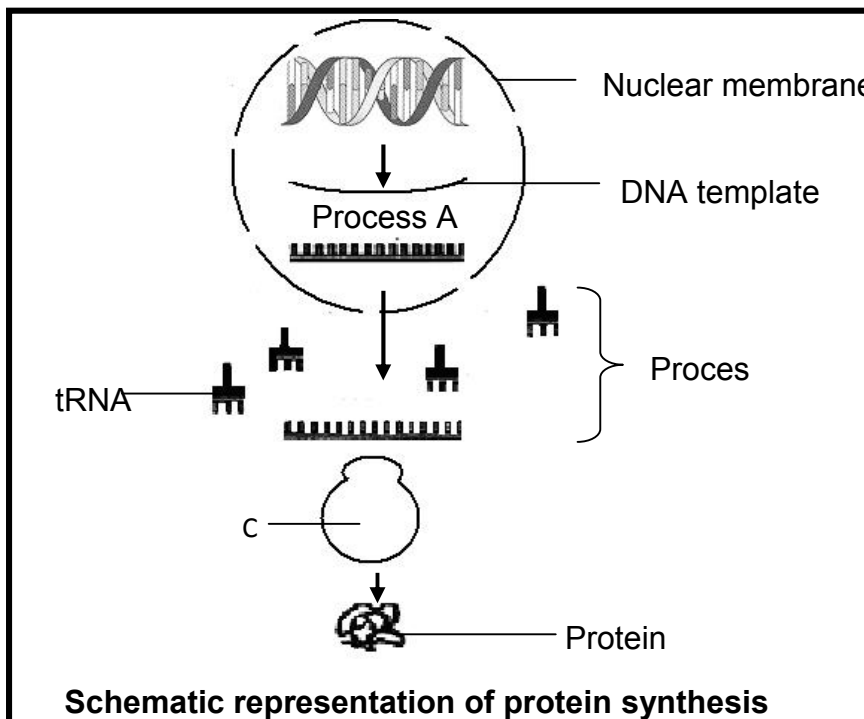 Nuclear membrane
DNA template
Process A
Proces
tRNA
C
Protein
Schematic representation of protein synthesis